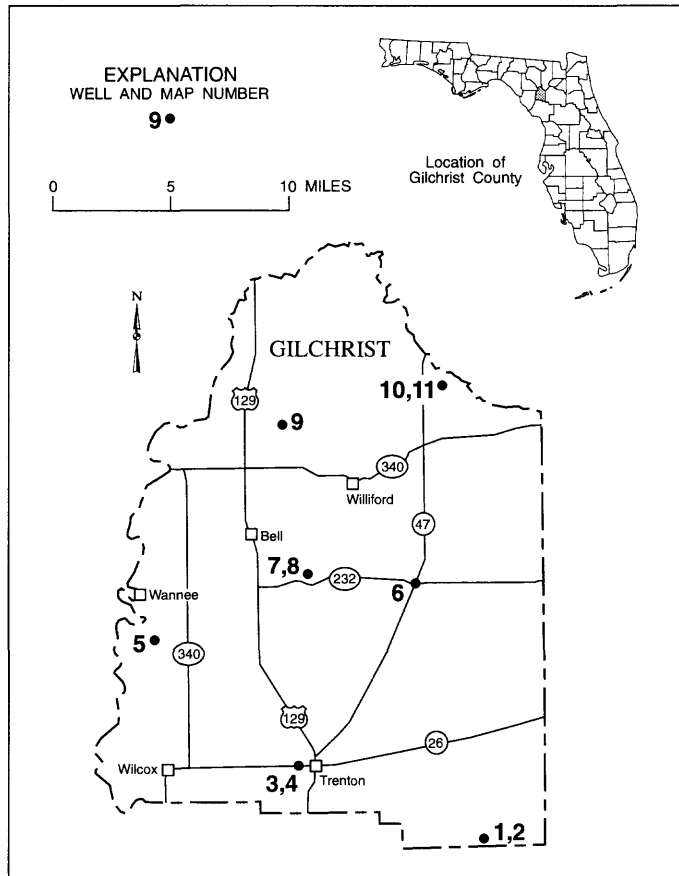 EXPLANATION
WELL AND MAP NUMBER
9
0 5 10 MILES
Location of
Gilchrist County
N
GILCHRIST
129
10,11
9
340
Williford
47
Bell
7,8
232
6
Wannee
5
340
129
26
Wilcox
3,4
Trenton
1,2